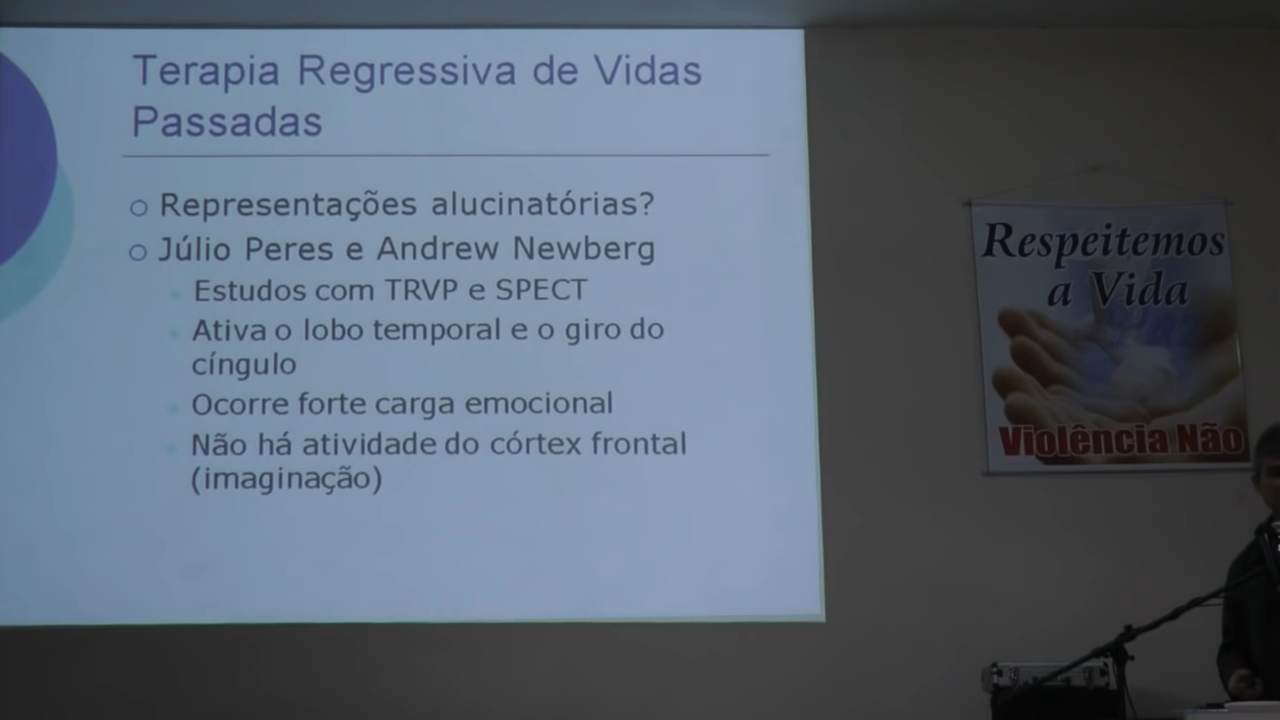 Terapia Regressiva de Vidas
Passadas
Representações alucinatórias?
Júlio Peres e Andrew Newberg
Estudos com TRVP e SPECT
Ativa o lobo temporal e o giro do
cíngulo
Ocorre forte carga emocional
Não há atividade do córtex frontal
(imaginação)
Respeitemos
a Vida
Violência Não